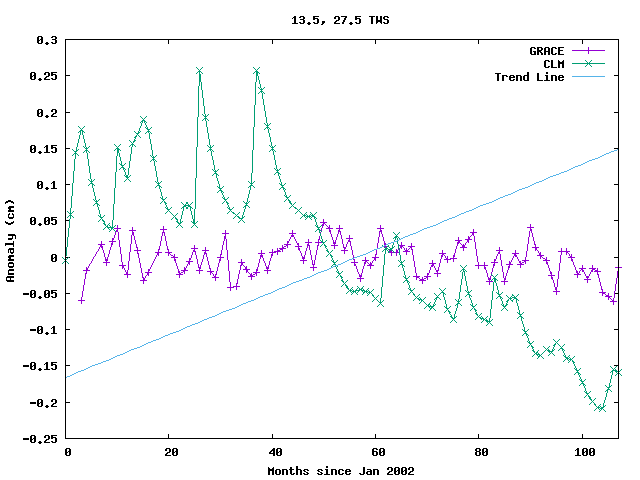 13.5, 27.5 TWS
GRACE
CLM
Trend Line
0.3
0.25
0.2
0.15
0.1
0.05
0
-0.05
-0.1
-0.15
-0.2
-0.25
Anomaly (cm)
0 20 40 60 80 100
Months since Jan 2002